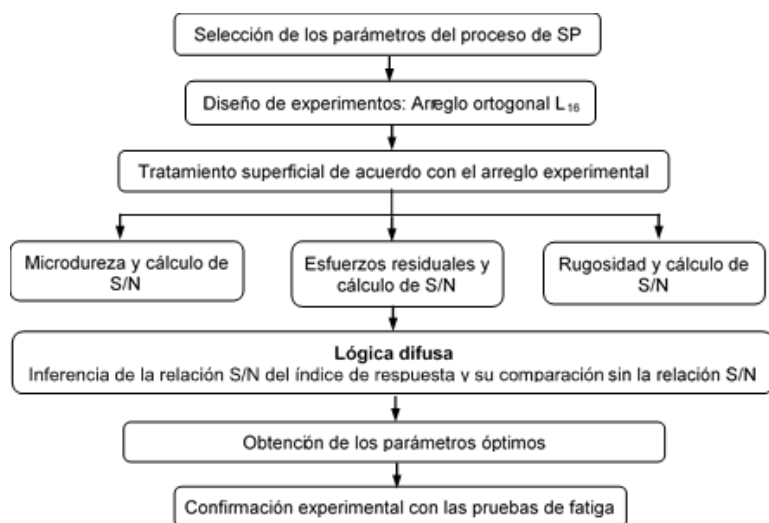 Selección de los parámetros del proceso de SP
Diseño de experimentos: Arreglo ortogonal L₁₆
Tratamiento superficial de acuerdo con el arreglo experimental
Microdureza y cálculo de
S/N
Esfuerzos residuales y
cálculo de S/N
Rugosidad y cálculo de
S/N
Lógica difusa
Inferencia de la relación S/N del índice de respuesta y su comparación sin la relación S/N
Obtención de los parámetros óptimos
Confirmación experimental con las pruebas de fatiga